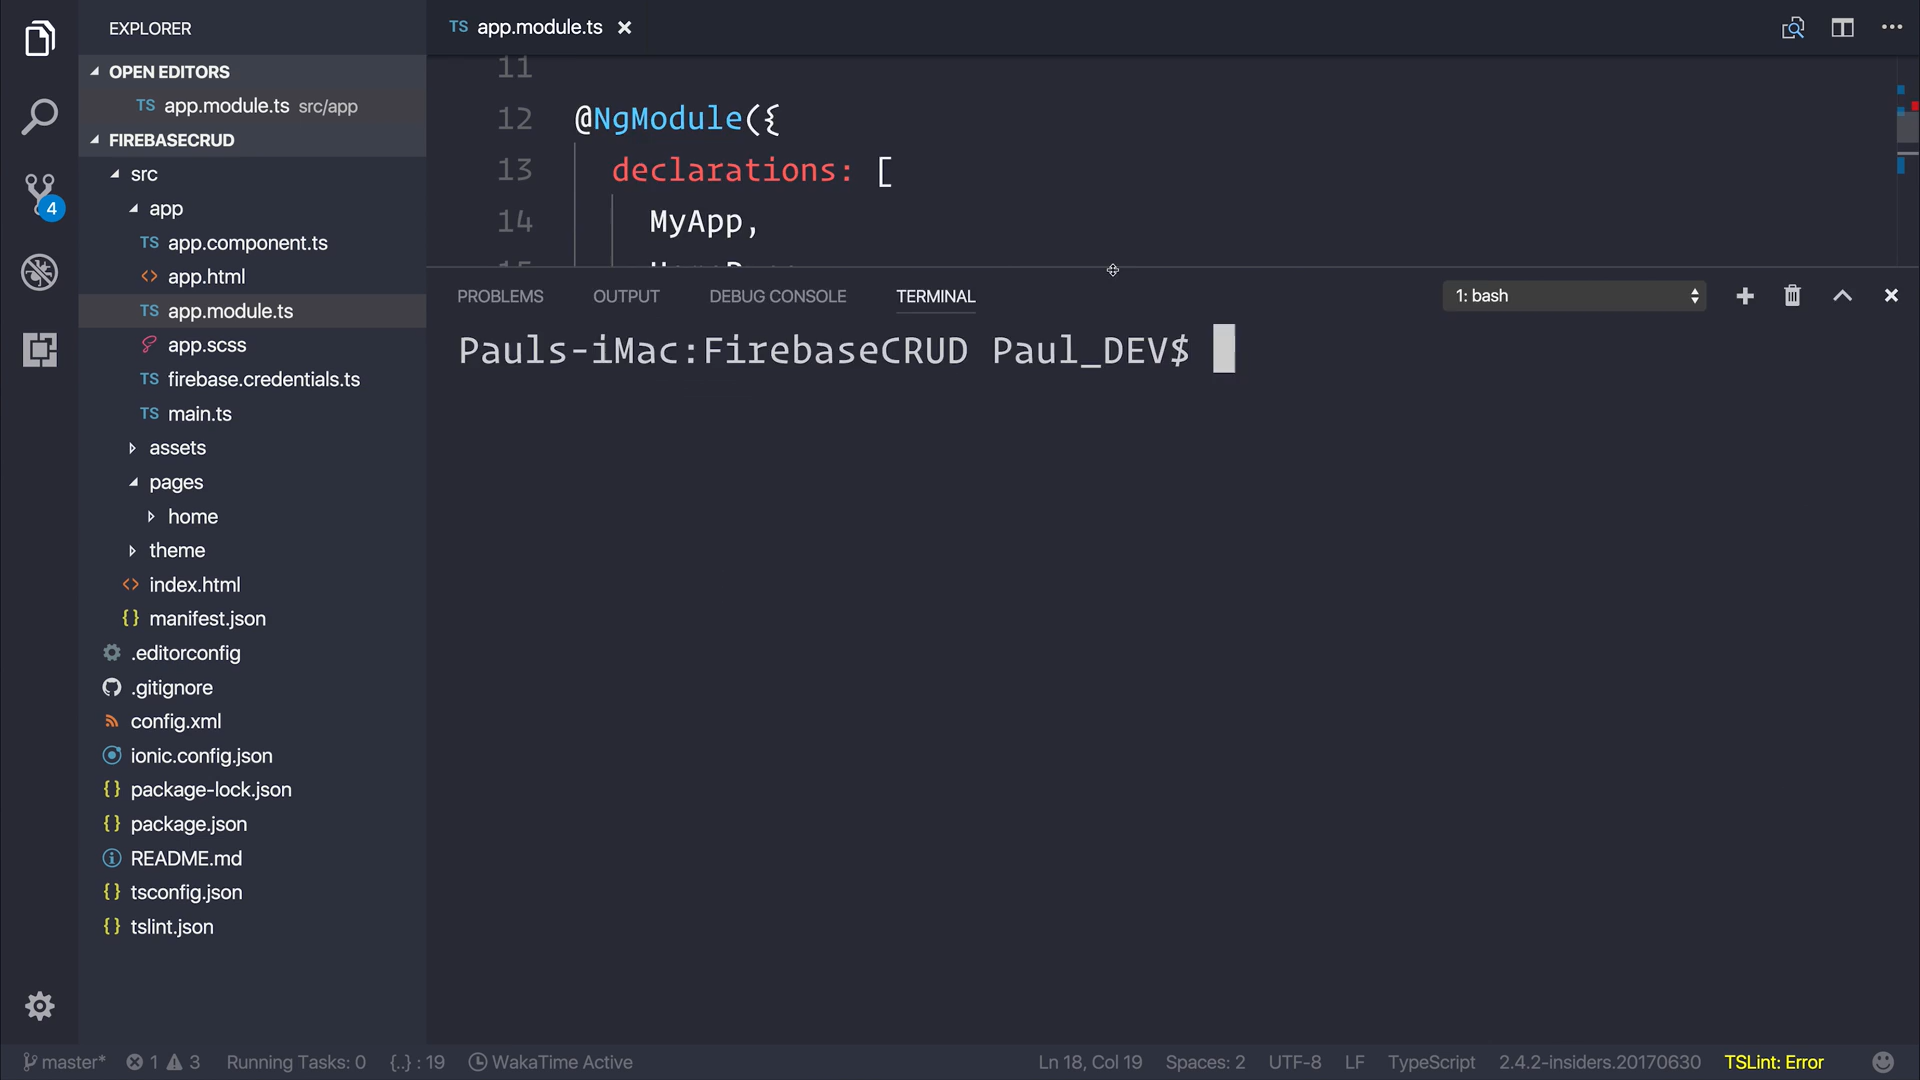 EXPLORER
OPEN EDITORS
TS app.module.ts src/app
FIREBASECRUD
src
app
TS app.component.ts
<> app.html
TS app.module.ts
app.scss
TS firebase.credentials.ts
TS main.ts
assets
pages
home
theme
<> index.html
{} manifest.json
.editorconfig
.gitignore
config.xml
ionic.config.json
{} package-lock.json
{} package.json
README.md
{} tsconfig.json
{} tslint.json
4
TS app.module.ts
11
12 @NgModule({
13 declarations: [
14 MyApp,
PROBLEMS OUTPUT DEBUG CONSOLE TERMINAL 1: bash
Pauls-iMac:FirebaseCRUD Paul_DEV$
master* 1 3 Running Tasks: 0 {..} : 19 WakaTime Active Ln 18, Col 19 Spaces: 2 UTF-8 LF TypeScript 2.4.2-insiders.20170630 TSLint: Error